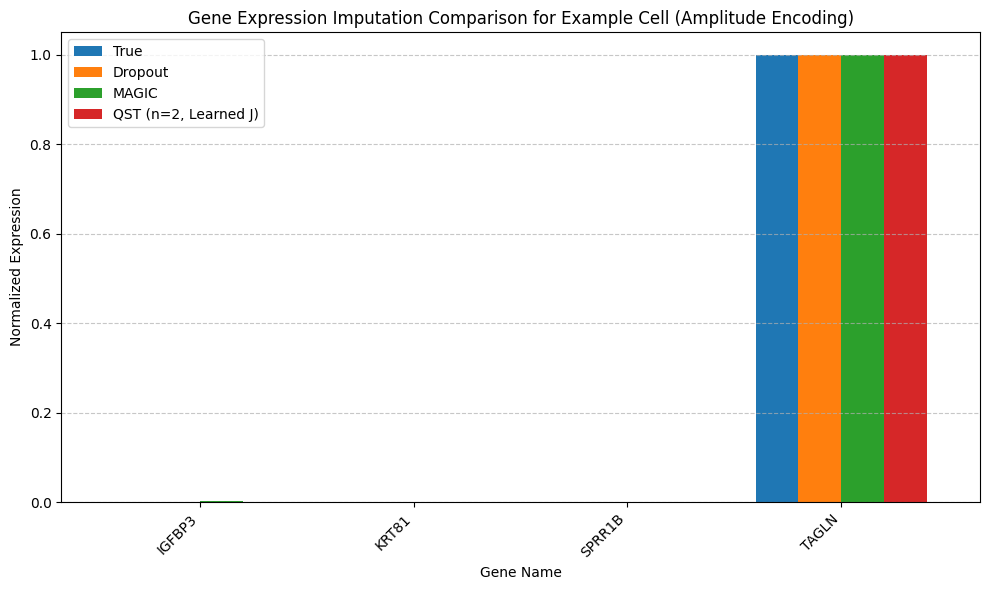 Gene Expression Imputation Comparison for Example Cell (Amplitude Encoding)
True
Dropout
MAGIC
QST (n=2, Learned J)
Normalized Expression
1.0
0.8
0.6
0.4
0.2
0.0
IGFBP3
KRT81
SPRR1B
TAGLN
Gene Name